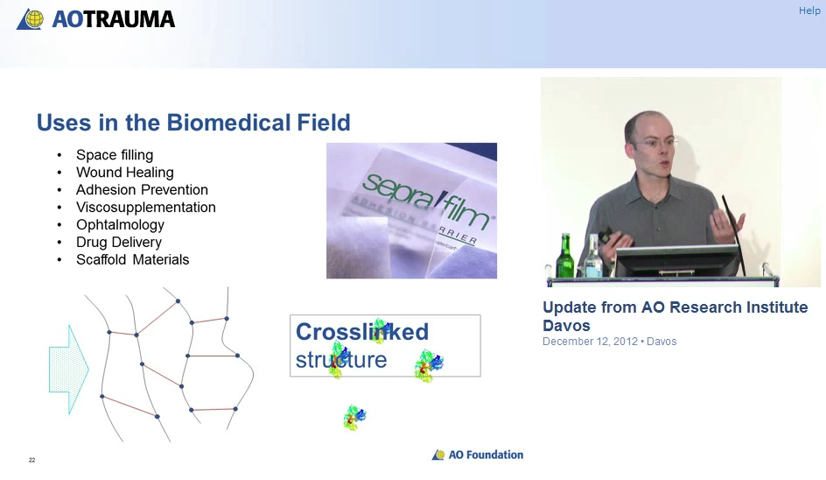 AOTRAUMA
Help
Uses in the Biomedical Field
• Space filling
• Wound Healing
• Adhesion Prevention
• Viscosupplementation
• Ophtalmology
• Drug Delivery
• Scaffold Materials
sepra film
ADHESION BARRIER
Update from AO Research Institute
Davos
December 12, 2012 • Davos
Crosslinked
structure
22
AO Foundation